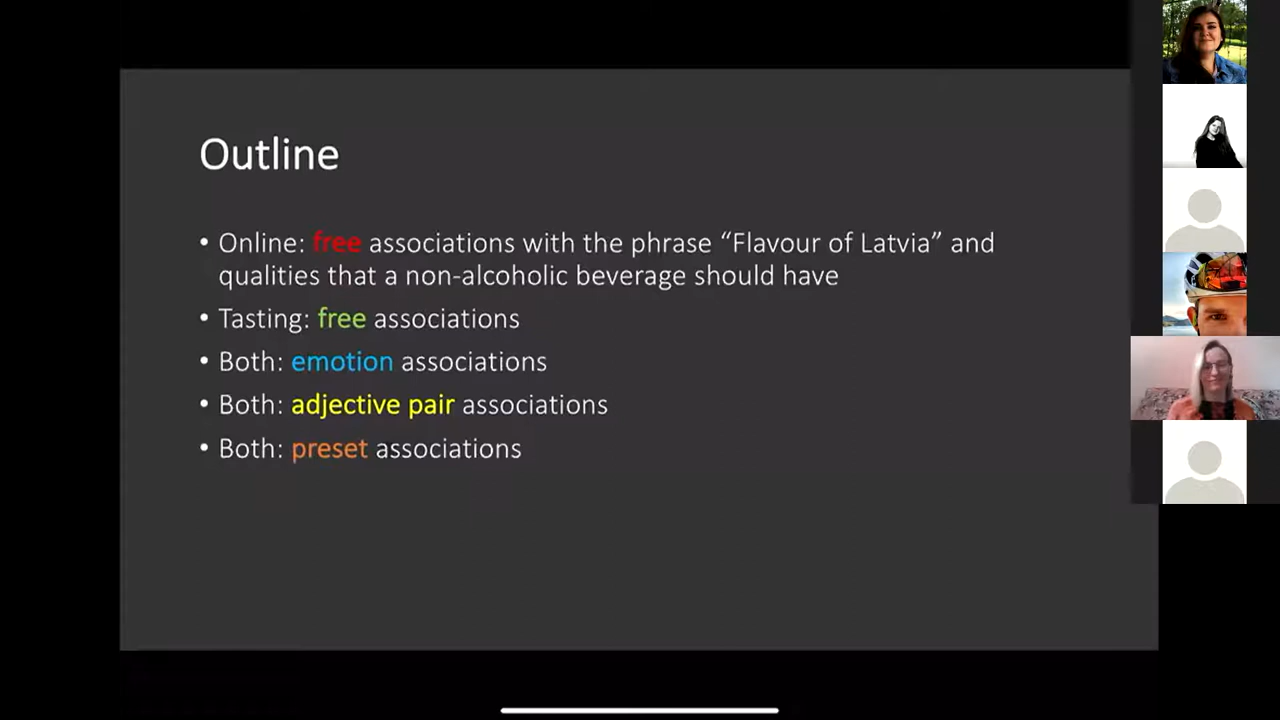 Outline
• Online: free associations with the phrase “Flavour of Latvia” and
qualities that a non-alcoholic beverage should have
• Tasting: free associations
• Both: emotion associations
• Both: adjective pair associations
• Both: preset associations